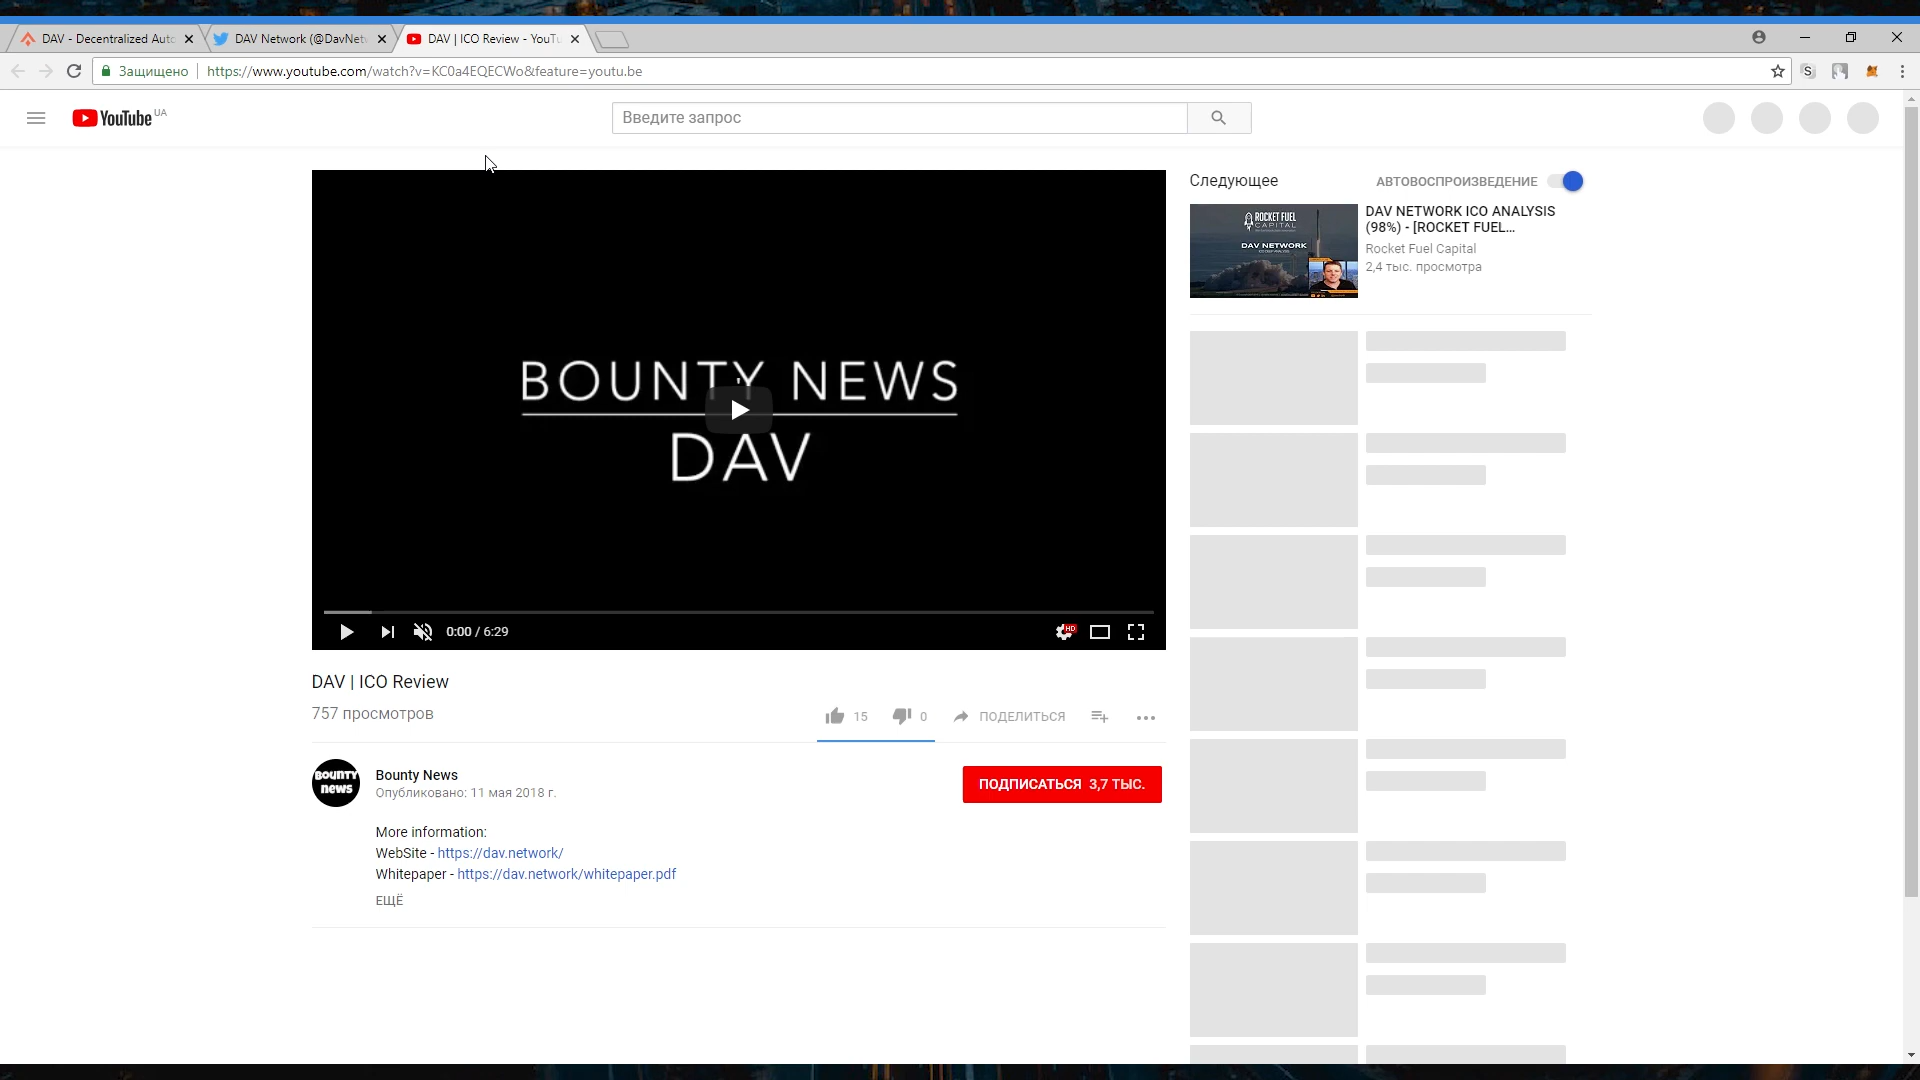 DAV - Decentralized Auto
DAV Network (@DavNet
DAV | ICO Review - YouTu
Защищено
https://www.youtube.com/watch?v=KC0a4EQECWo&feature=youtu.be
YouTube UA
Введите запрос
BOUNTY NEWS
DAV
0:00 / 6:29
HD
DAV | ICO Review
757 просмотров
15
0
ПОДЕЛИТЬСЯ
BOUNTY
news
Bounty News
Опубликовано: 11 мая 2018 г.
ПОДПИСАТЬСЯ 3,7 ТЫС.
More information:
WebSite - https://dav.network/
Whitepaper - https://dav.network/whitepaper.pdf
ЕЩЁ
Следующее
АВТОВОСПРОИЗВЕДЕНИЕ
ROCKET FUEL
CAPITAL
DAV NETWORK
DAV NETWORK ICO ANALYSIS
(98%) - [ROCKET FUEL...
Rocket Fuel Capital
2,4 тыс. просмотра